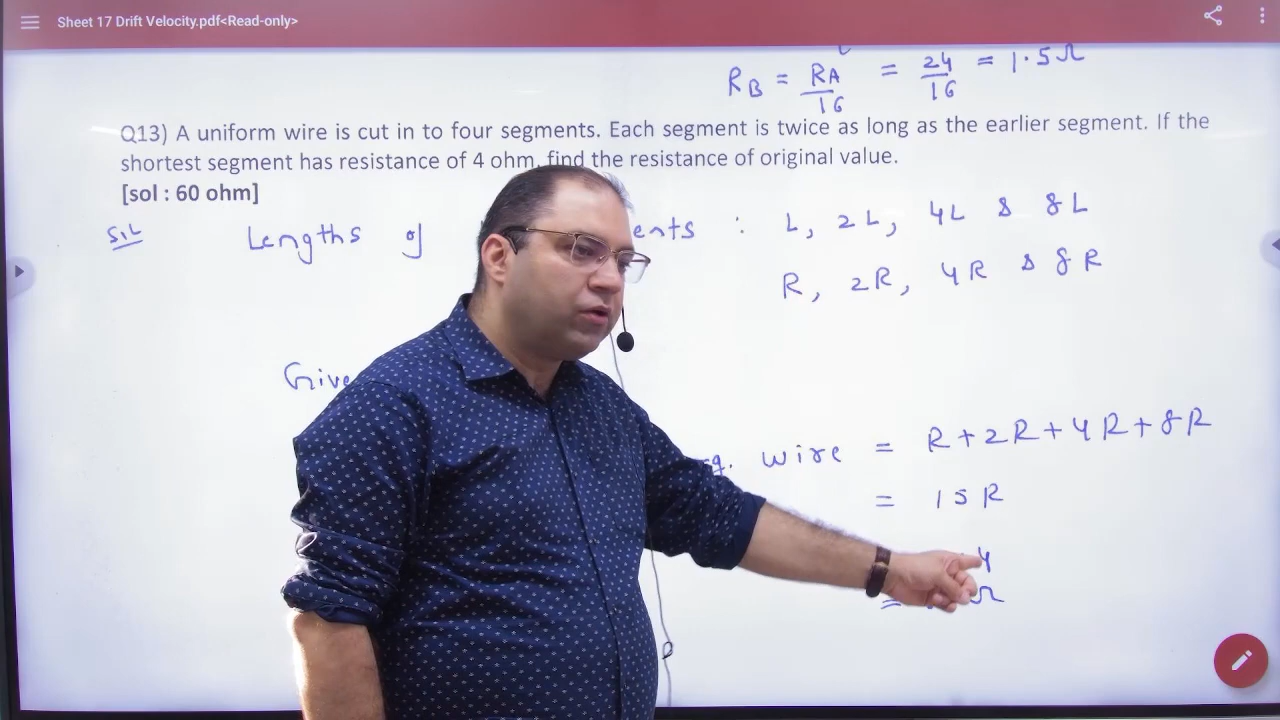 Sheet 17 Drift Velocity.pdf<Read-only>
R_B = R_A/16 = 24/16 = 1.5 Ω
Q13) A uniform wire is cut in to four segments. Each segment is twice as long as the earlier segment. If the
shortest segment has resistance of 4 ohm, find the resistance of original value.
[sol : 60 ohm]
Sol Lengths of : L, 2L, 4L & 8L
R, 2R, 4R & 8R
wire = R+2R+4R+8R
= 15R
4
= Ω